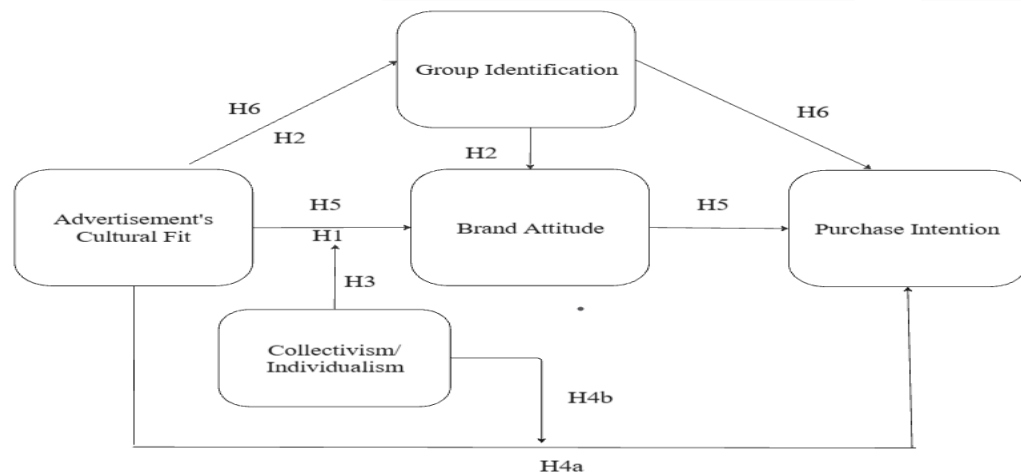 Group Identification
H6
H6
H2
H2
Advertisement's
Cultural Fit
H5
H1
Brand Attitude
H5
Purchase Intention
H3
Collectivism/
Individualism
H4b
H4a